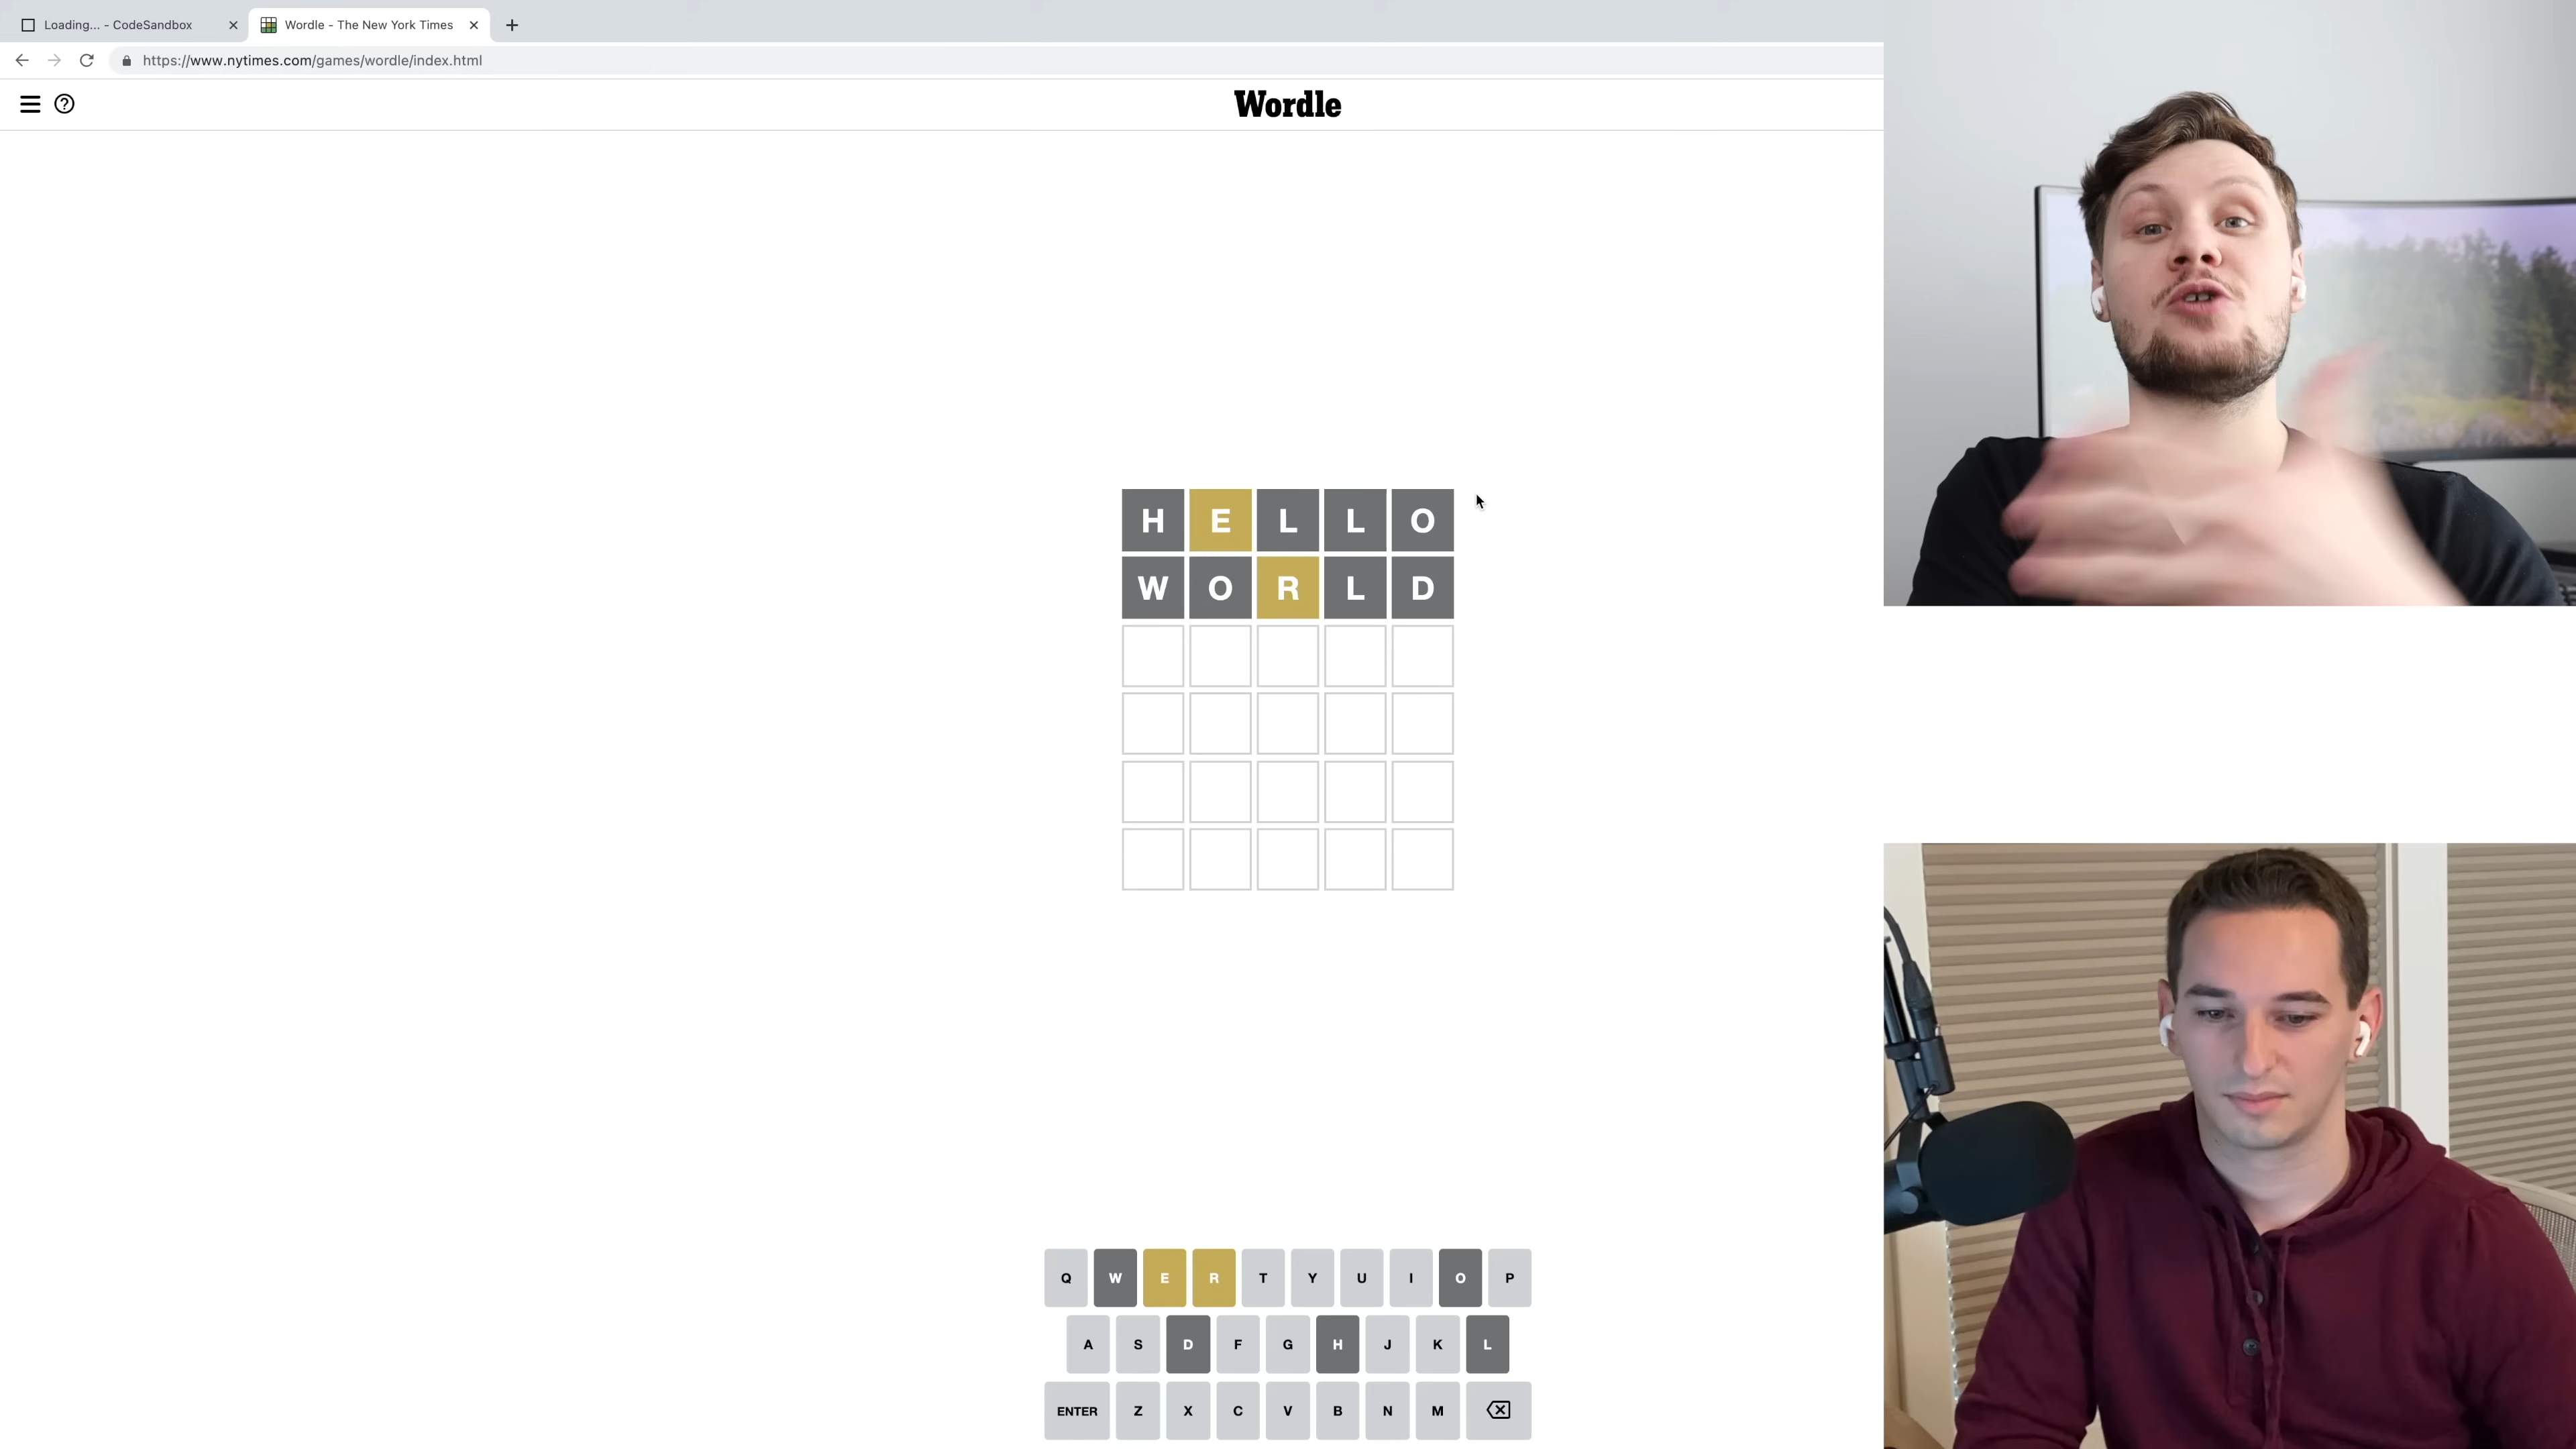 Loading... - CodeSandbox
Wordle - The New York Times
https://www.nytimes.com/games/wordle/index.html
Wordle
H E L L O
W O R L D
Q W E R T Y U I O P
A S D F G H J K L
ENTER Z X C V B N M